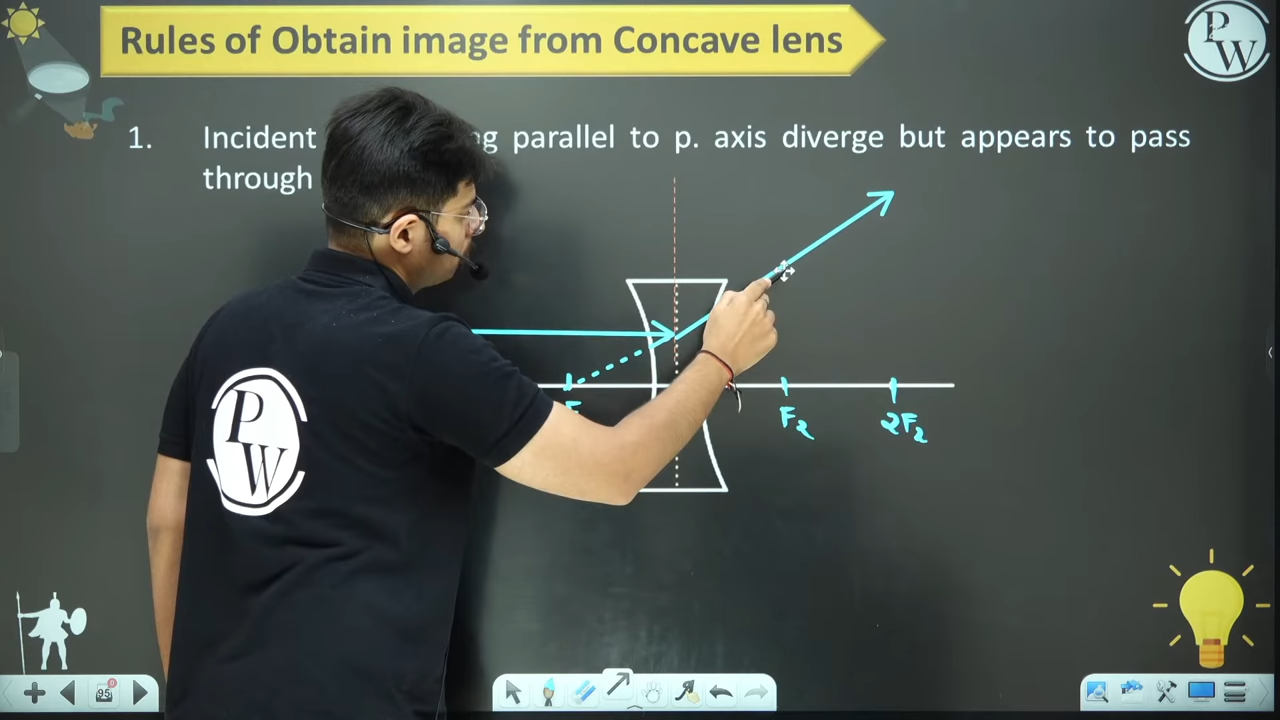 Rules of Obtain image from Concave lens
PW
1. Incident parallel to p. axis diverge but appears to pass
through
F₂ 2F₂
PW
95